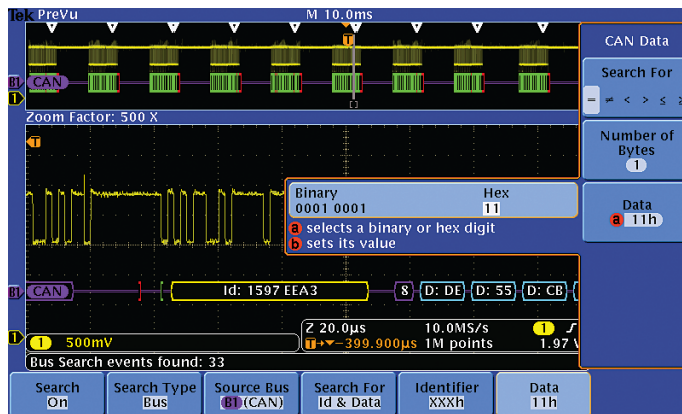 Tek PreVu M 10.0ms
CAN Data
T
Search For
B1 CAN
= ≠ < > ≤ ≥
1
Zoom Factor: 500 X
Number of
Bytes
1
T
Binary Hex
0001 0001 11
Data
a 11h
a selects a binary or hex digit
b sets its value
B1 CAN Id: 1597 EEA3 8 D: DE D: 55 D: CB
1
1 500mV
Z 20.0µs 10.0MS/s 1
T→▼−399.900µs 1M points 1.97 V
Bus Search events found: 33
Search Search Type Source Bus Search For Identifier Data
On Bus B1 (CAN) Id & Data XXXh 11h